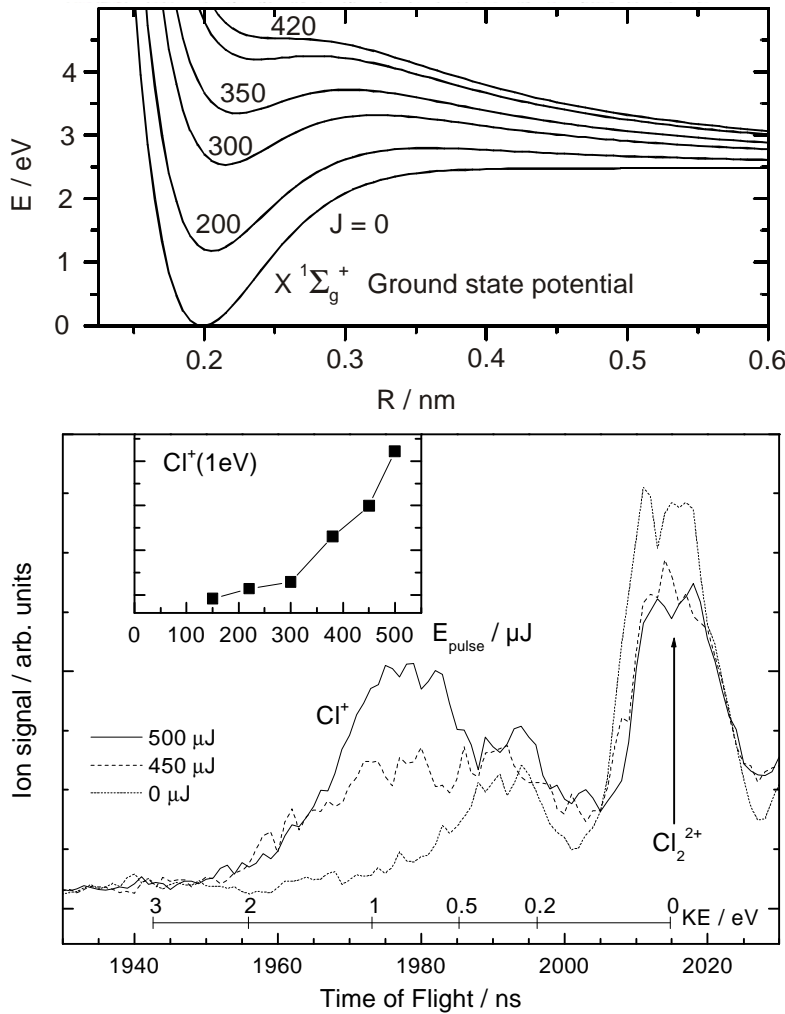 420
4
350
3
300
E / eV
2
200
J = 0
1
X ¹Σg⁺ Ground state potential
0
0.2 0.3 0.4 0.5 0.6
R / nm
Cl⁺(1eV)
0 100 200 300 400 500 E_pulse / μJ
Ion signal / arb. units
Cl⁺
500 μJ
450 μJ
0 μJ
Cl₂²⁺
3 2 1 0.5 0.2 0 KE / eV
1940 1960 1980 2000 2020
Time of Flight / ns